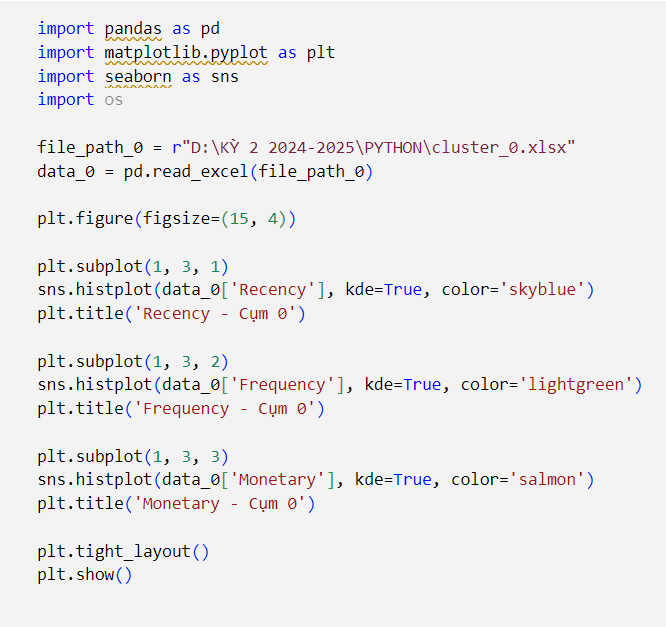 import pandas as pd
import matplotlib.pyplot as plt
import seaborn as sns
import os
file_path_0 = r"D:\KỲ 2 2024-2025\PYTHON\cluster_0.xlsx"
data_0 = pd.read_excel(file_path_0)
plt.figure(figsize=(15, 4))
plt.subplot(1, 3, 1)
sns.histplot(data_0['Recency'], kde=True, color='skyblue')
plt.title('Recency - Cụm 0')
plt.subplot(1, 3, 2)
sns.histplot(data_0['Frequency'], kde=True, color='lightgreen')
plt.title('Frequency - Cụm 0')
plt.subplot(1, 3, 3)
sns.histplot(data_0['Monetary'], kde=True, color='salmon')
plt.title('Monetary - Cụm 0')
plt.tight_layout()
plt.show()